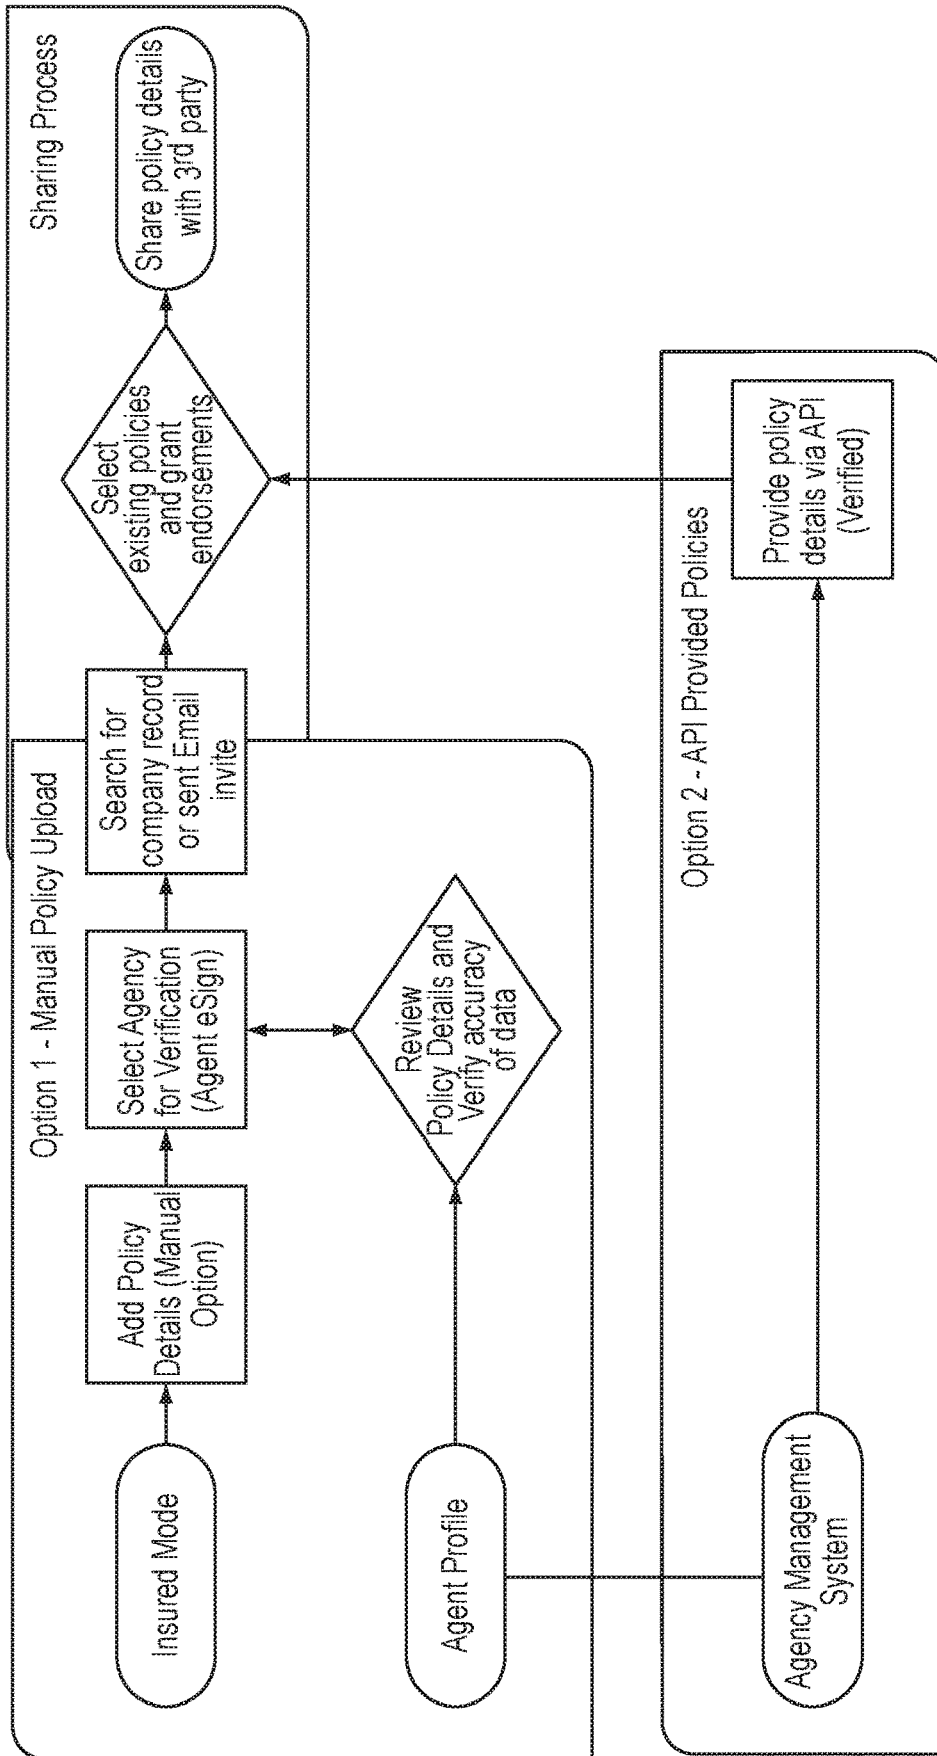 Option 1 - Manual Policy Upload
Insured Mode
Add Policy
Details (Manual
Option)
Select Agency
for Verification
(Agent eSign)
Search for
company record
or sent Email
invite
Sharing Process
Select
existing policies
and grant
endorsements
Share policy details
with 3rd party
Agent Profile
Review
Policy Details and
Verify accuracy
of data
Option 2 - API Provided Policies
Agency Management
System
Provide policy
details via API
(Verified)